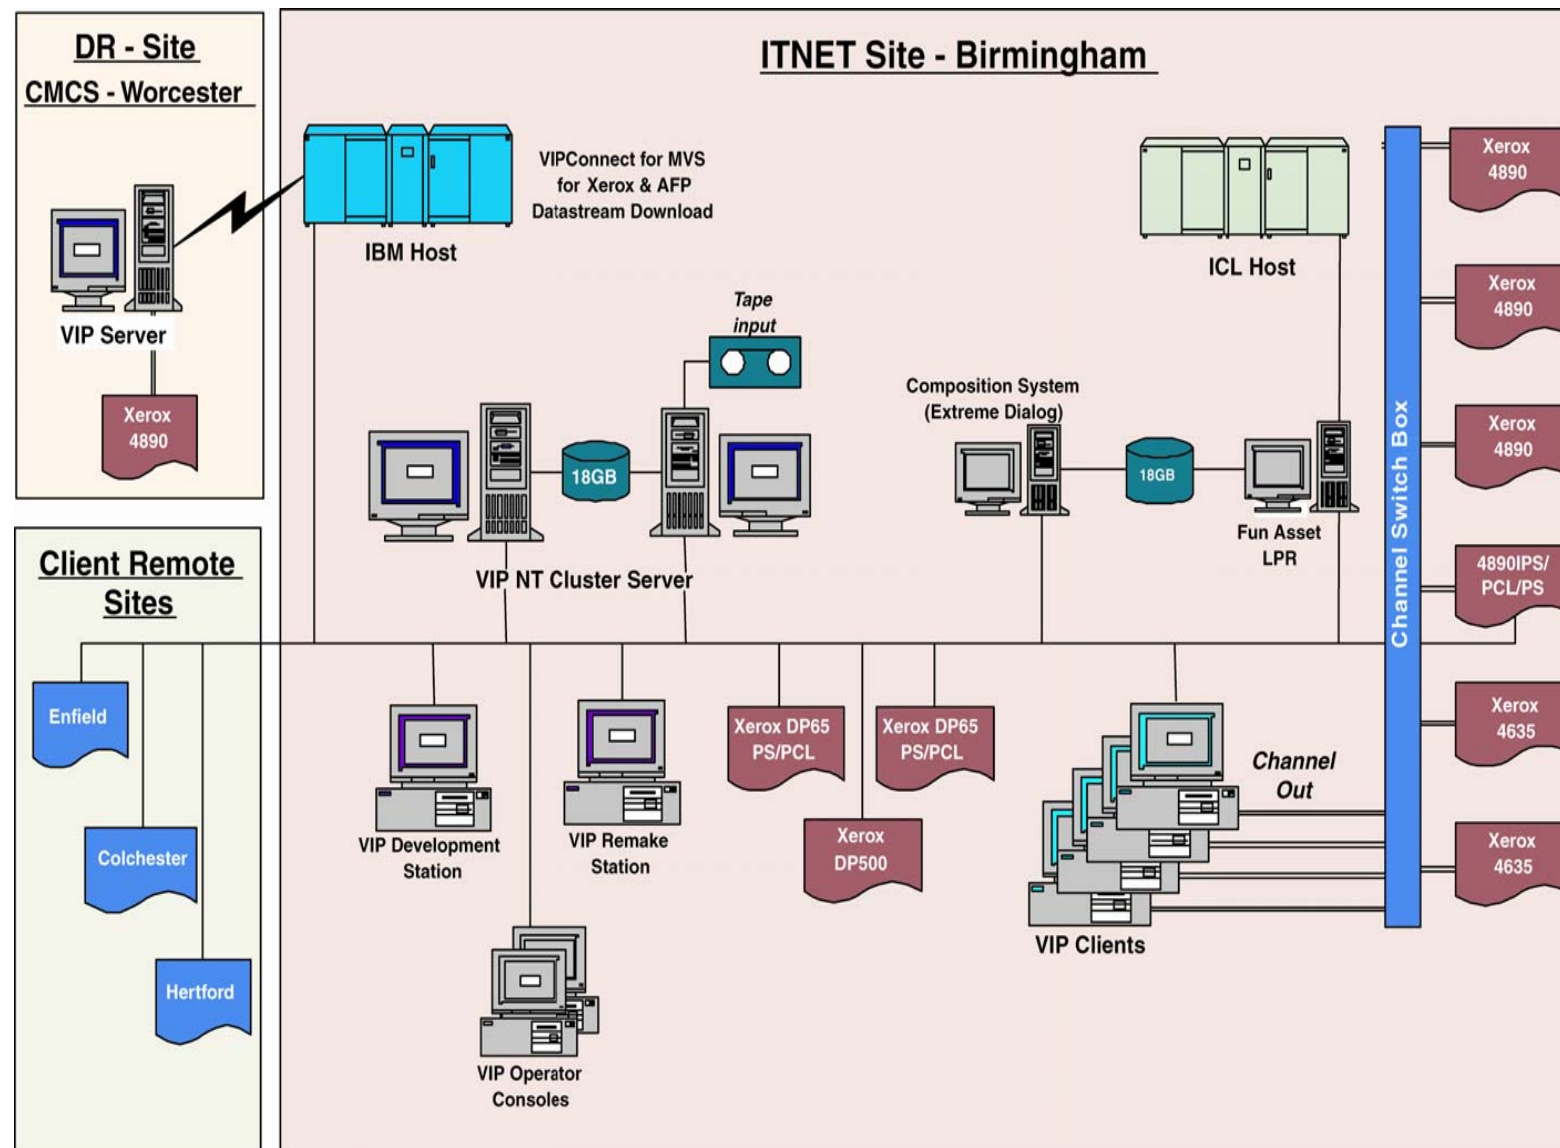 DR - Site
CMCS - Worcester
VIP Server
Xerox
4890
Client Remote
Sites
Enfield
Colchester
Hertford
ITNET Site - Birmingham
IBM Host
VIPConnect for MVS
for Xerox & AFP
Datastream Download
ICL Host
Tape
input
18GB
VIP NT Cluster Server
Composition System
(Extreme Dialog)
18GB
Fun Asset
LPR
VIP Development
Station
VIP Remake
Station
VIP Operator
Consoles
Xerox DP65
PS/PCL
Xerox DP65
PS/PCL
Xerox
DP500
VIP Clients
Channel
Out
Channel Switch Box
Xerox
4890
Xerox
4890
Xerox
4890
4890IPS/
PCL/PS
Xerox
4635
Xerox
4635